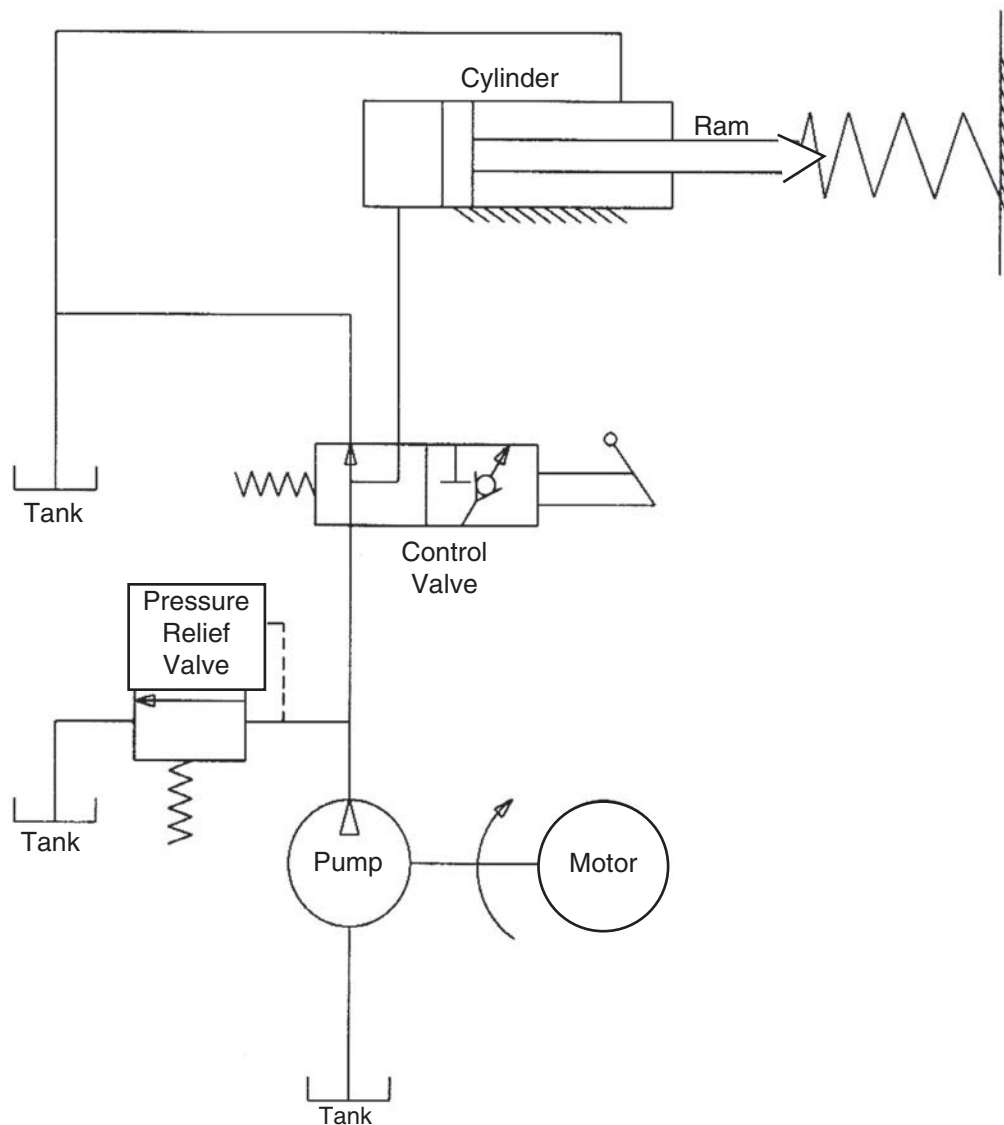 Cylinder
Ram
Tank
Control
Valve
Pressure
Relief
Valve
Tank
Pump
Motor
Tank